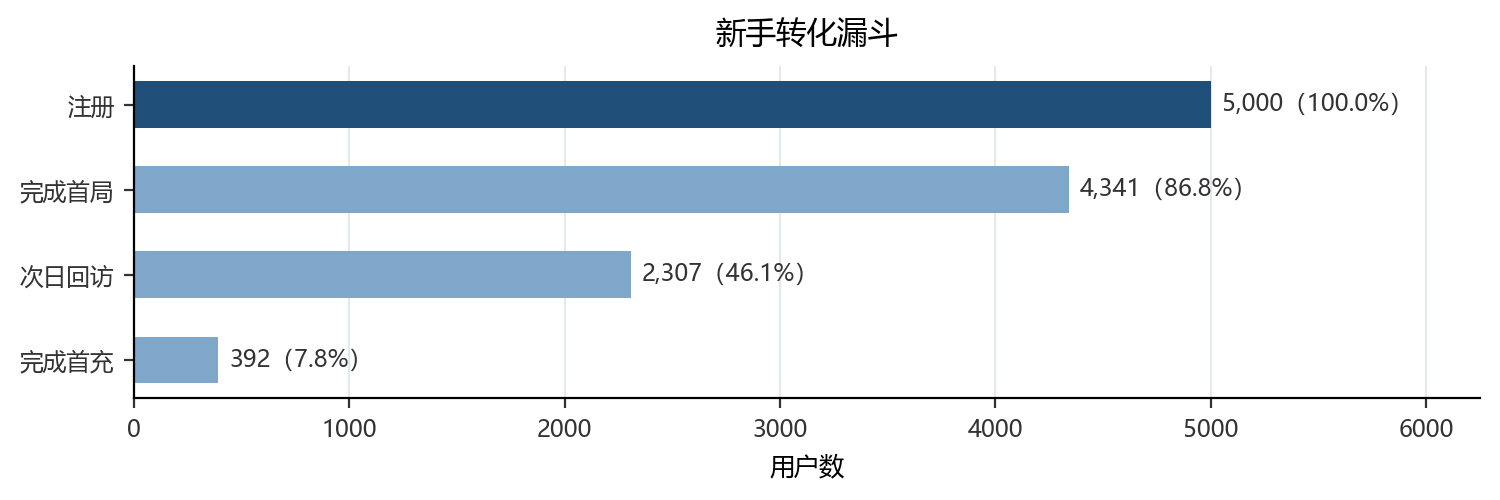 新手转化漏斗
注册
5,000（100.0%）
完成首局
4,341（86.8%）
次日回访
2,307（46.1%）
完成首充
392（7.8%）
0 1000 2000 3000 4000 5000 6000
用户数